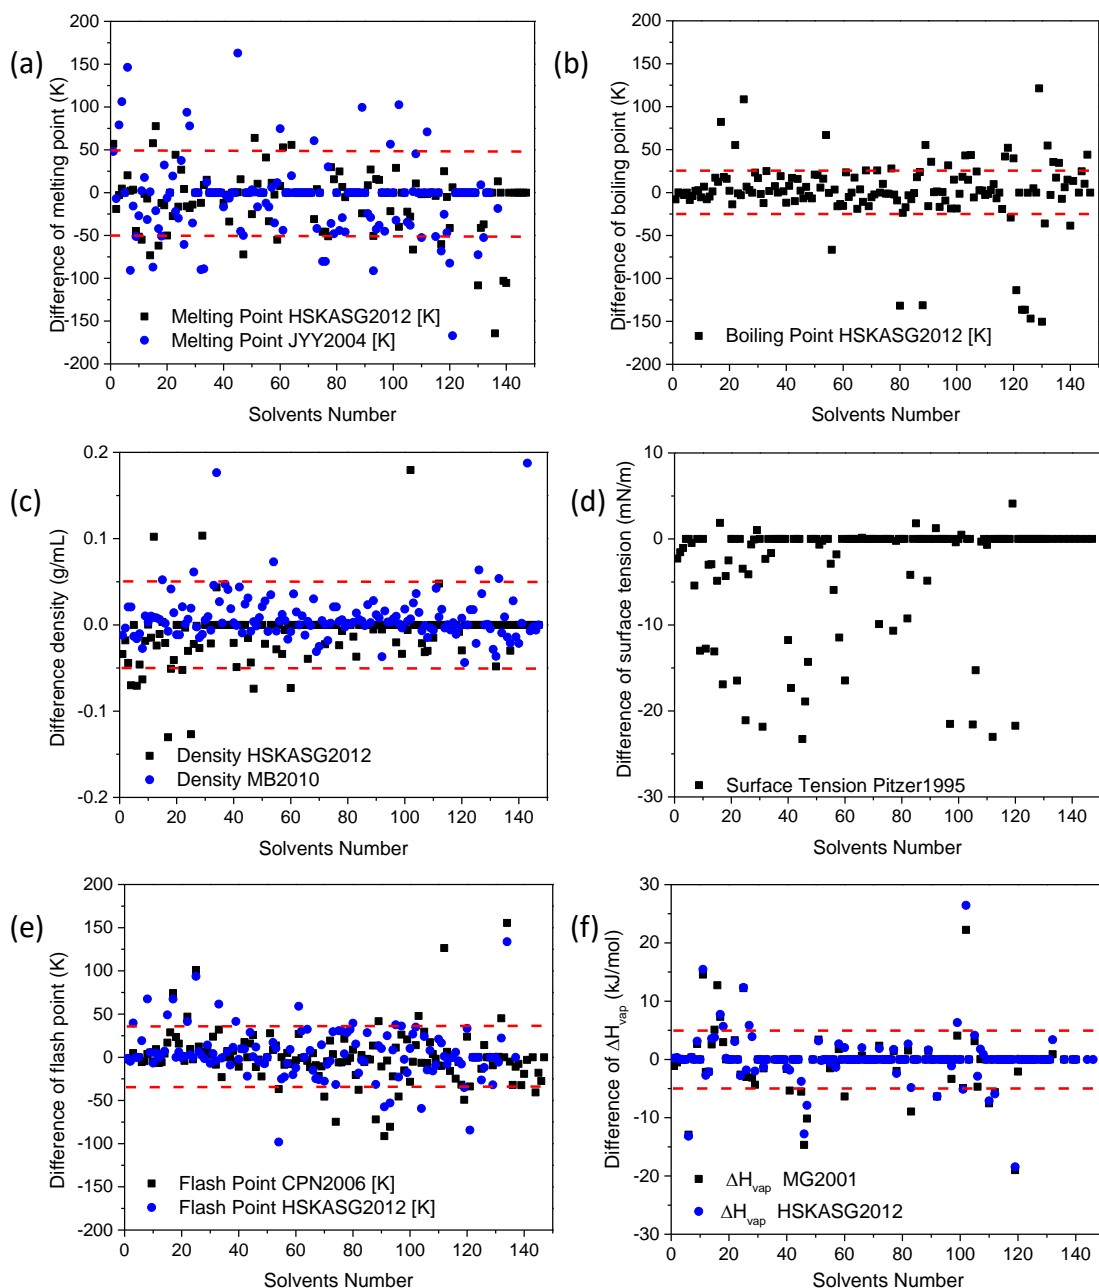 (a)
Difference of melting point (K)
200
150
100
50
0
-50
-100
-150
-200
Melting Point HSKASG2012 [K]
Melting Point JYY2004 [K]
0 20 40 60 80 100 120 140
Solvents Number
(b)
Difference of boiling point (K)
200
150
100
50
0
-50
-100
-150
-200
Boiling Point HSKASG2012 [K]
0 20 40 60 80 100 120 140
Solvents Number
(c)
Difference density (g/mL)
0.2
0.1
0.0
-0.1
-0.2
Density HSKASG2012
Density MB2010
0 20 40 60 80 100 120 140
Solvents Number
(d)
Difference of surface tension (mN/m)
10
0
-10
-20
-30
Surface Tension Pitzer1995
0 20 40 60 80 100 120 140
Solvents Number
(e)
Difference of flash point (K)
200
150
100
50
0
-50
-100
-150
-200
Flash Point CPN2006 [K]
Flash Point HSKASG2012 [K]
0 20 40 60 80 100 120 140
Solvents Number
(f)
Difference of ΔHvap (kJ/mol)
30
20
10
0
-10
-20
-30
ΔHvap MG2001
ΔHvap HSKASG2012
0 20 40 60 80 100 120 140
Solvents Number